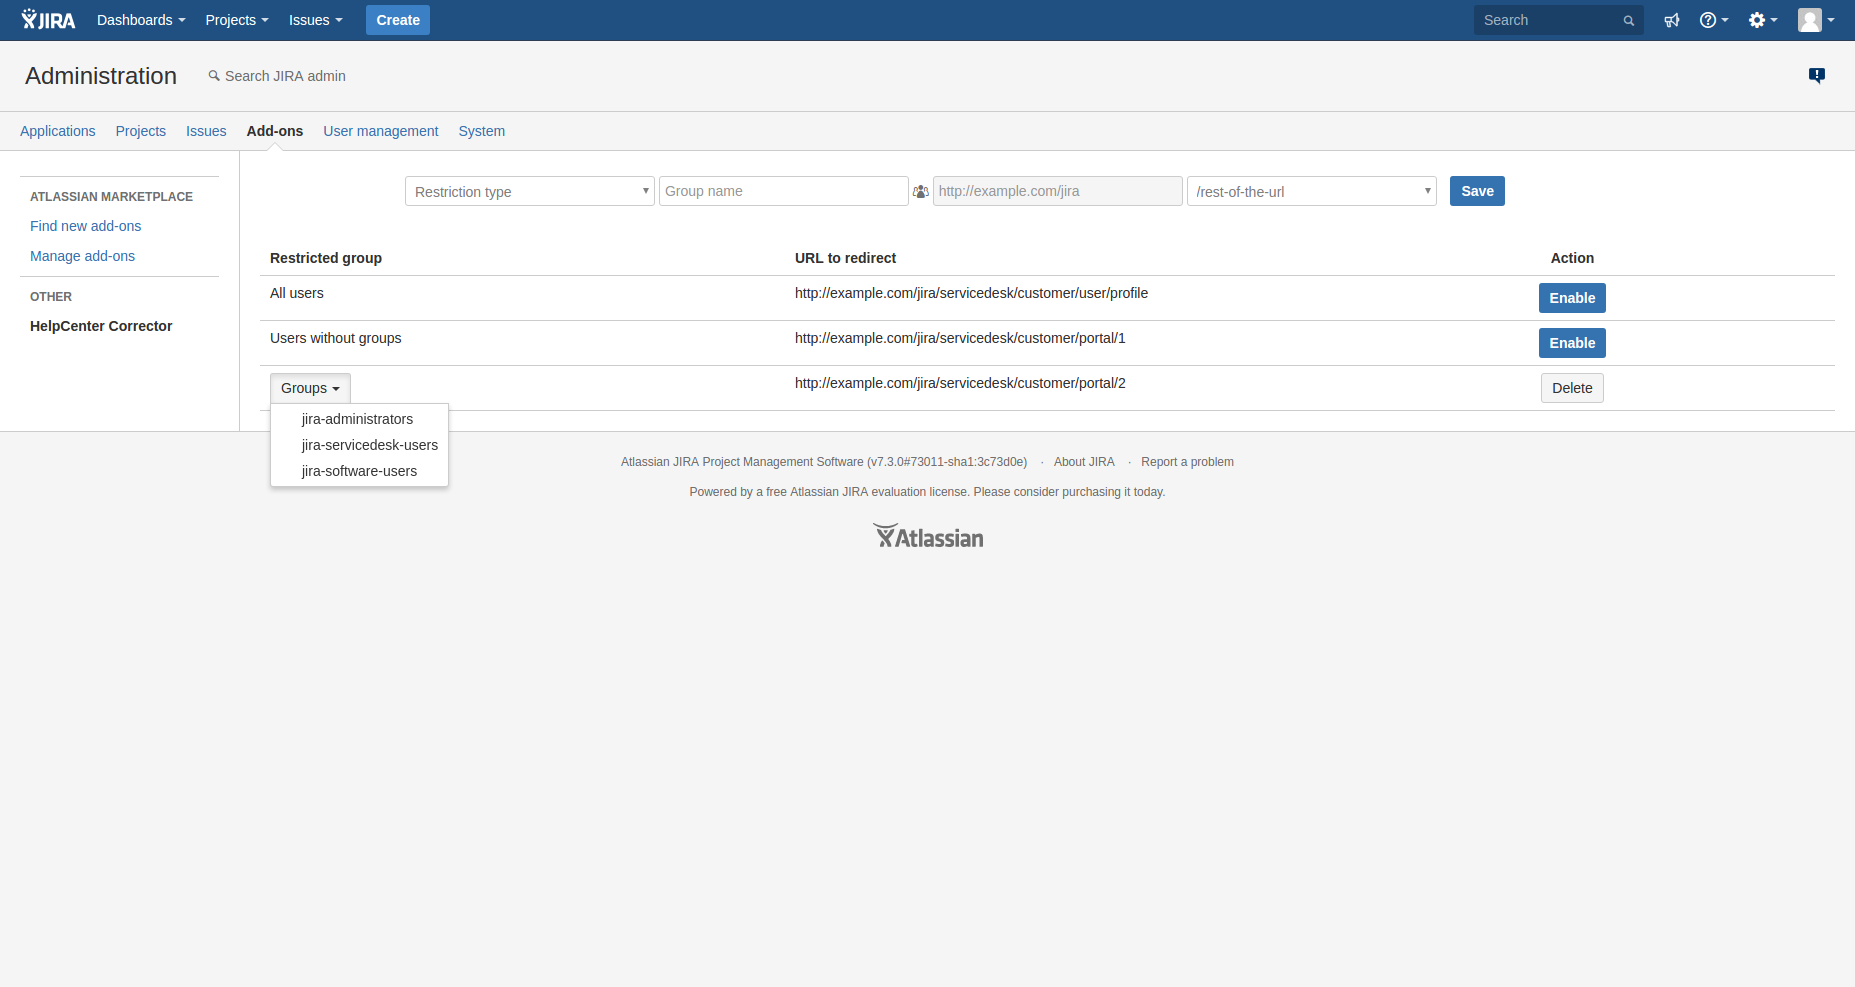 JIRA Dashboards Projects Issues Create Search
Administration Search JIRA admin
Applications Projects Issues Add-ons User management System
ATLASSIAN MARKETPLACE
Find new add-ons
Manage add-ons
OTHER
HelpCenter Corrector
Restriction type Group name http://example.com/jira /rest-of-the-url Save
Restricted group URL to redirect Action
All users http://example.com/jira/servicedesk/customer/user/profile Enable
Users without groups http://example.com/jira/servicedesk/customer/portal/1 Enable
Groups http://example.com/jira/servicedesk/customer/portal/2 Delete
jira-administrators
jira-servicedesk-users
jira-software-users
Atlassian JIRA Project Management Software (v7.3.0#73011-sha1:3c73d0e) · About JIRA · Report a problem
Powered by a free Atlassian JIRA evaluation license. Please consider purchasing it today.
Atlassian